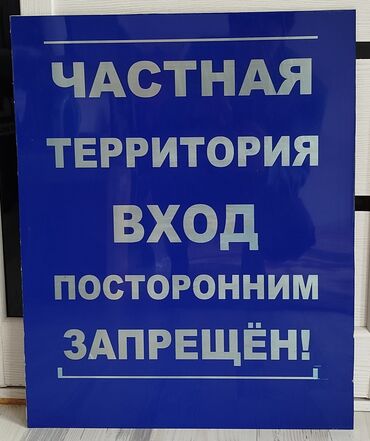 ЧАСТНАЯ
ТЕРРИТОРИЯ
ВХОД
ПОСТОРОННИМ
ЗАПРЕЩЁН!